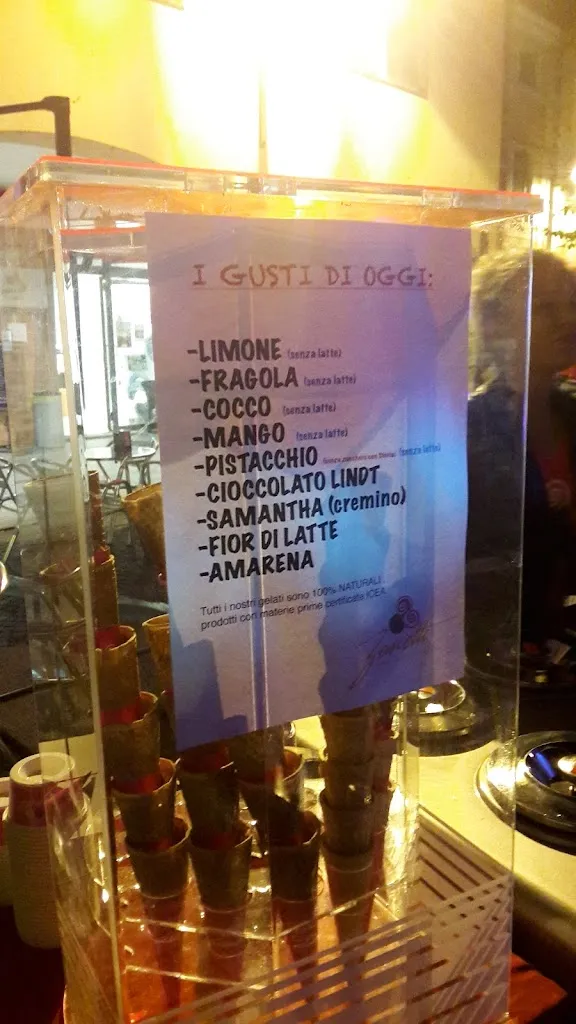 I GUSTI DI OGGI:
-LIMONE (senza latte)
-FRAGOLA (senza latte)
-COCCO (senza latte)
-MANGO (senza latte)
-PISTACCHIO (senza latte)
-CIOCCOLATO LINDT
-SAMANTHA (cremino)
-FIOR DI LATTE
-AMARENA
Tutti i nostri gelati sono 100% NATURALI
prodotti con materie prime certificate ICEA.